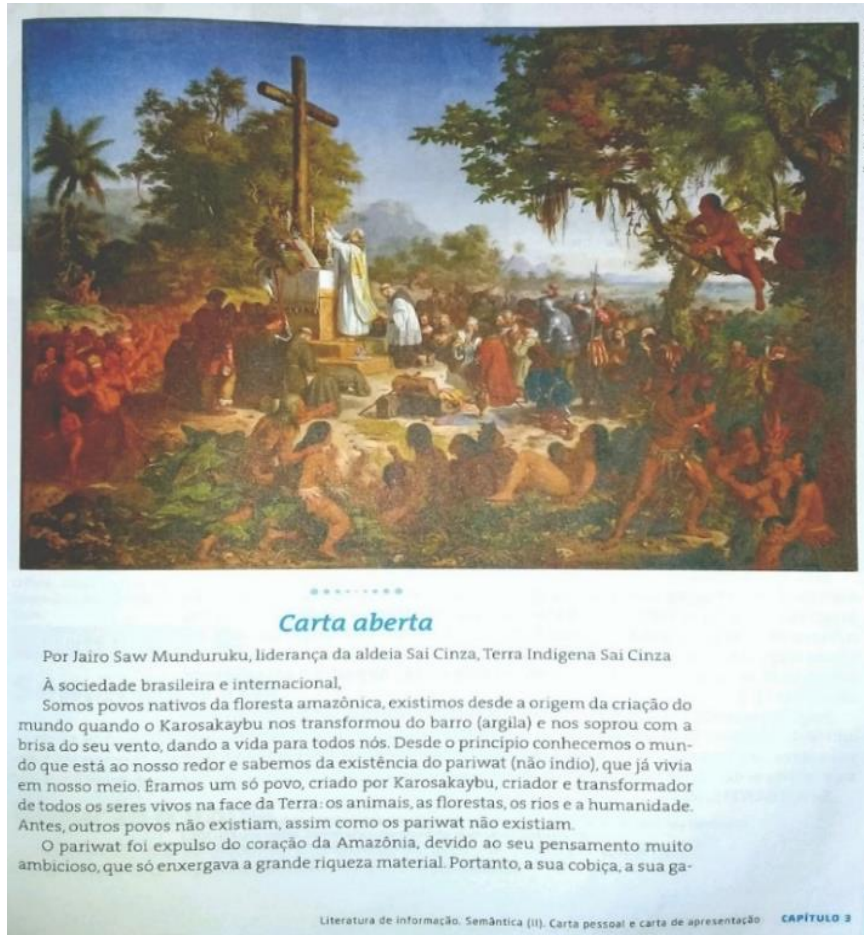 Carta aberta
Por Jairo Saw Munduruku, liderança da aldeia Sai Cinza, Terra Indígena Sai Cinza
À sociedade brasileira e internacional,
Somos povos nativos da floresta amazônica, existimos desde a origem da criação do
mundo quando o Karosakaybu nos transformou do barro (argila) e nos soprou com a
brisa do seu vento, dando a vida para todos nós. Desde o princípio conhecemos o mun-
do que está ao nosso redor e sabemos da existência do pariwat (não índio), que já vivia
em nosso meio. Éramos um só povo, criado por Karosakaybu, criador e transformador
de todos os seres vivos na face da Terra: os animais, as florestas, os rios e a humanidade.
Antes, outros povos não existiam, assim como os pariwat não existiam.
O pariwat foi expulso do coração da Amazônia, devido ao seu pensamento muito
ambicioso, que só enxergava a grande riqueza material. Portanto, a sua cobiça, a sua ga-
Literatura de informação. Semântica (II). Carta pessoal e carta de apresentação CAPÍTULO 3